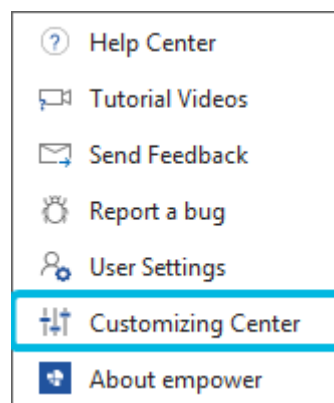 Help Center
Tutorial Videos
Send Feedback
Report a bug
User Settings
Customizing Center
About empower